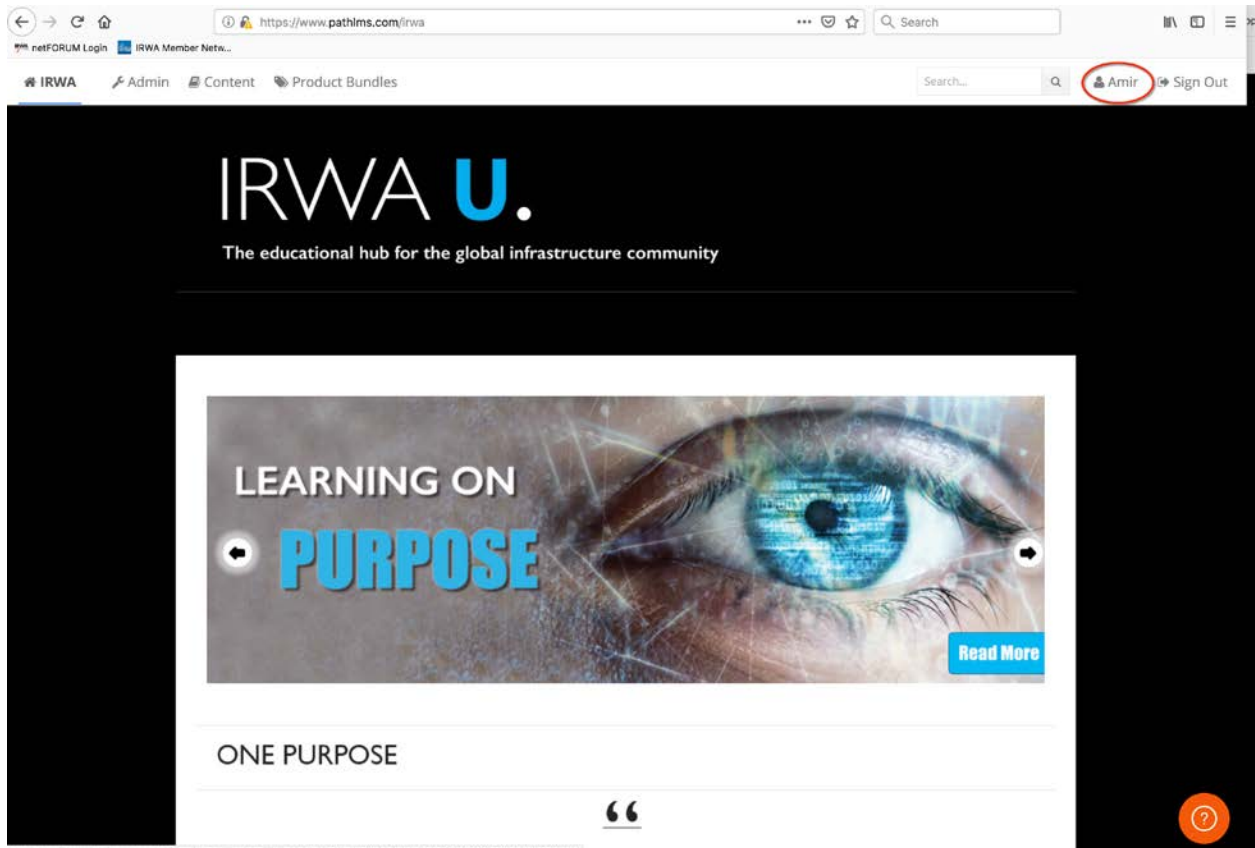 https://www.pathlms.com/irwa
Search
netFORUM Login IRWA Member Netw...
IRWA Admin Content Product Bundles Search... Amir Sign Out
IRWA U.
The educational hub for the global infrastructure community
LEARNING ON
PURPOSE
Read More
ONE PURPOSE
“
?